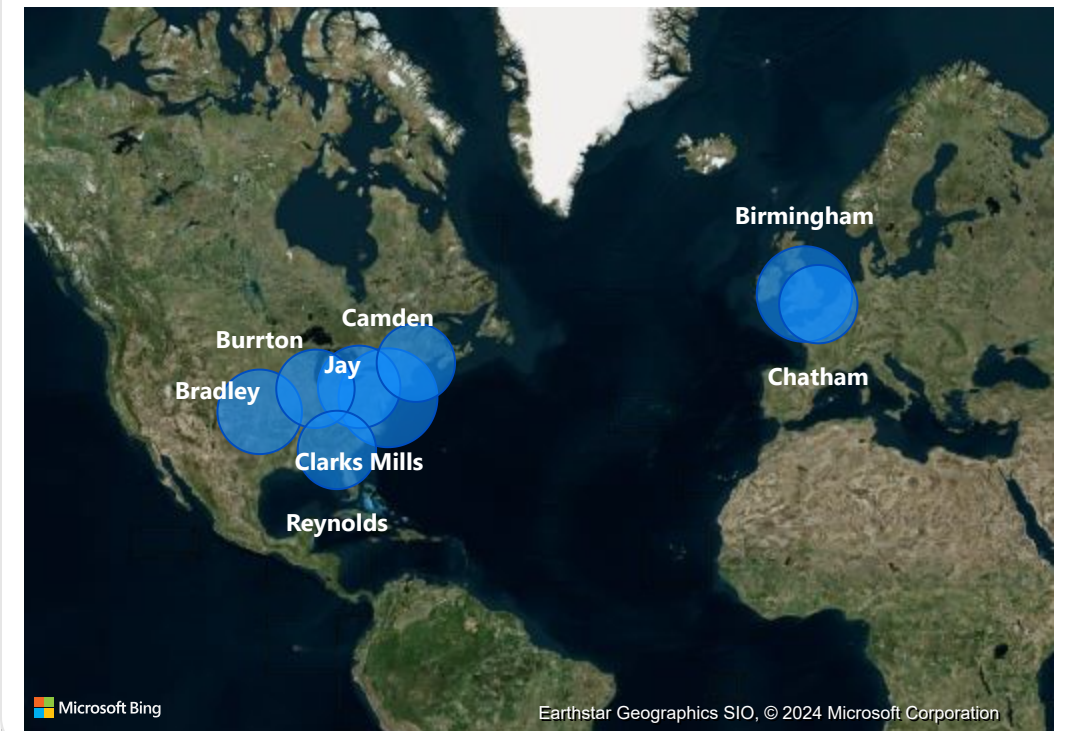 Birmingham
Camden
Burrton
Jay
Bradley
Chatham
Clarks Mills
Reynolds
Microsoft Bing
Earthstar Geographics SIO, © 2024 Microsoft Corporation